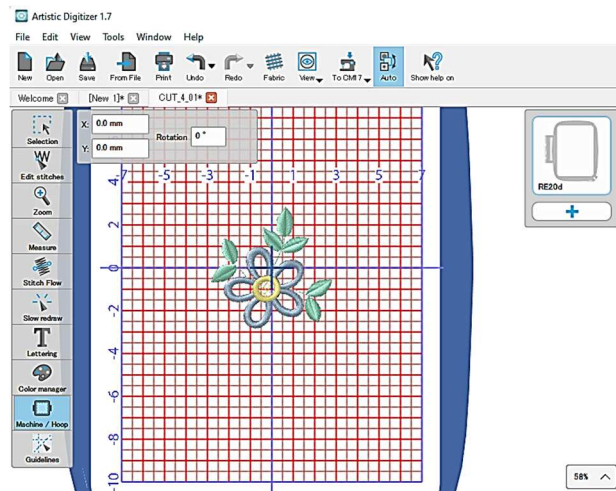 Artistic Digitizer 1.7
File Edit View Tools Window Help
New Open Save From File Print Undo Redo Fabric View To CM17 Auto Show help on
Welcome [New 1]* CUT_4_01*
Selection
Edit stitches
Zoom
Measure
Stitch Flow
Slow redraw
Lettering
Color manager
Machine / Hoop
Guidelines
X: 0.0 mm
Y: 0.0 mm
Rotation 0 °
-7 -5 -3 -1 1 3 5 7
4
2
0
-2
-4
-6
-8
-10
RE20d
58%